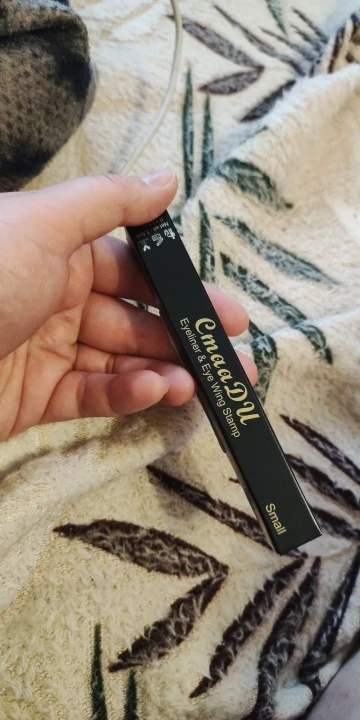 CmaaDU
Eyeliner & Eye Wing Stamp
Small